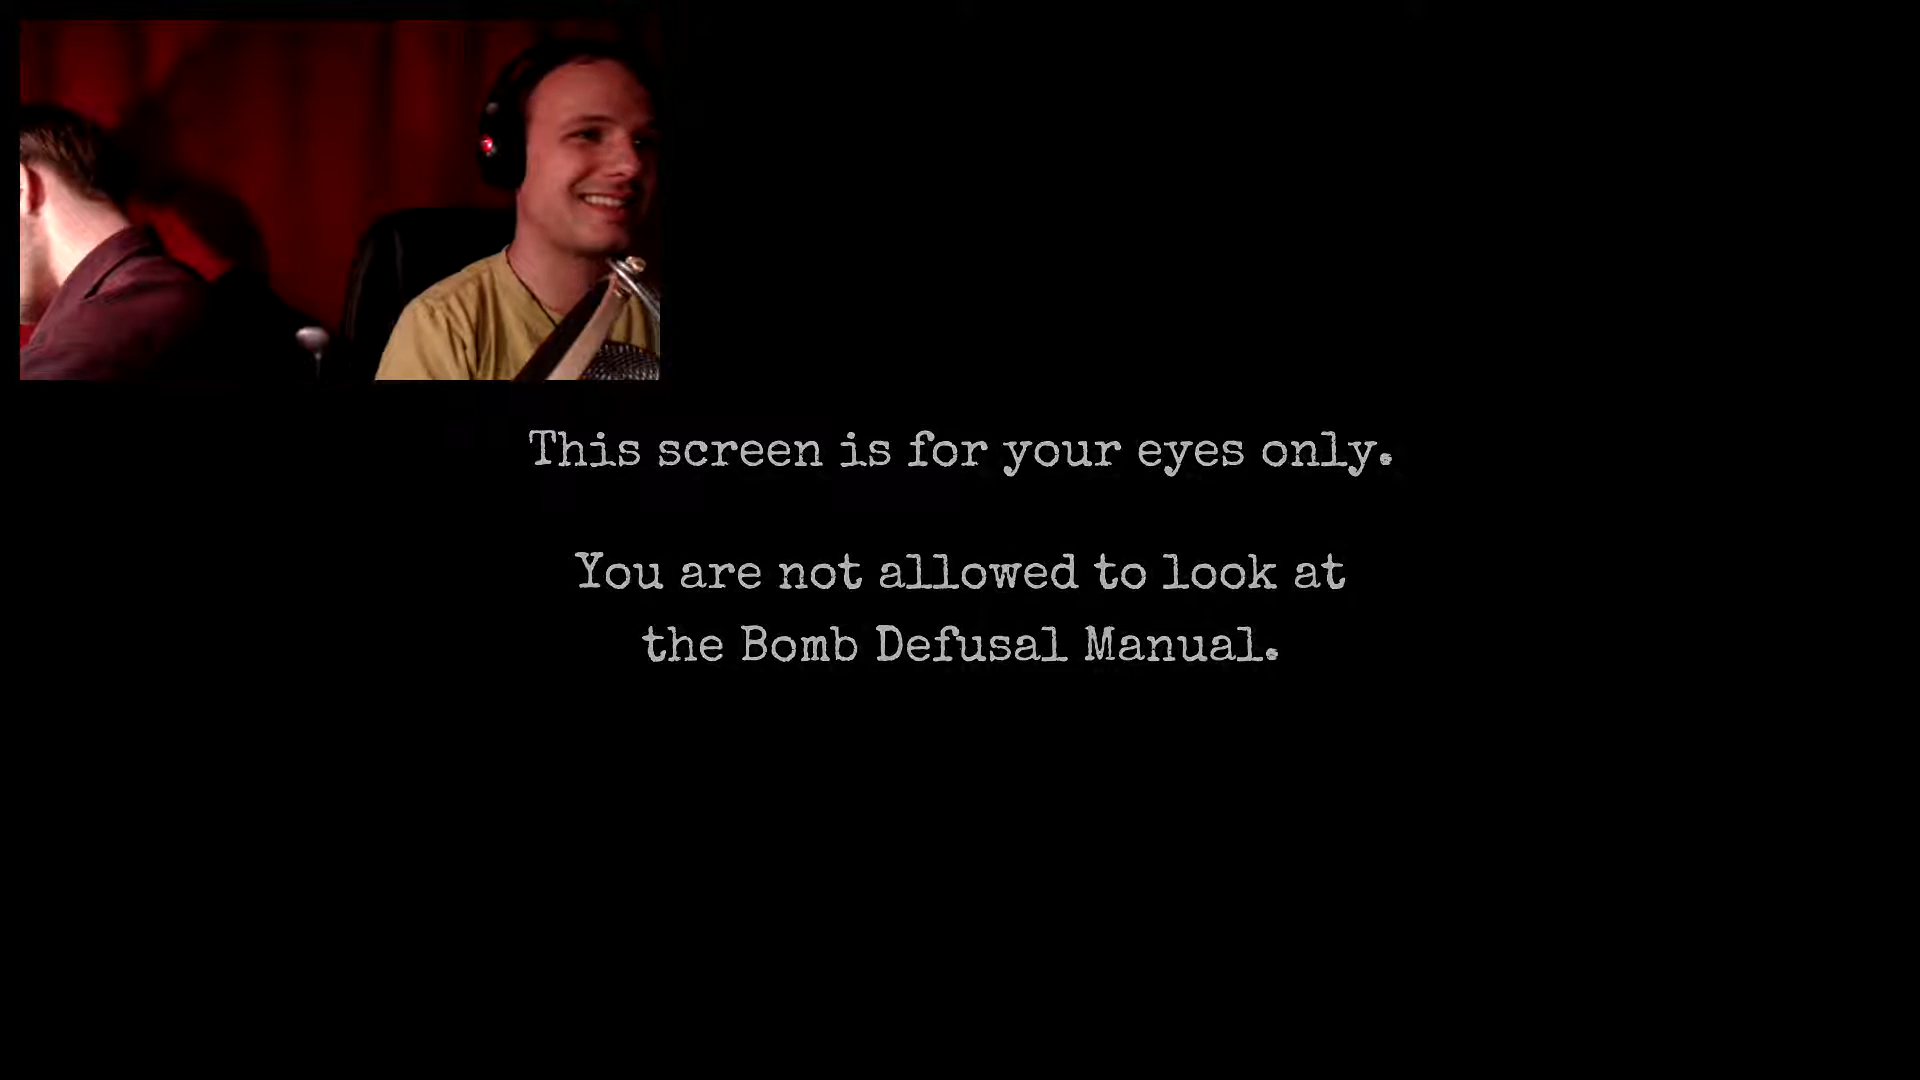 This screen is for your eyes only.
You are not allowed to look at
the Bomb Defusal Manual.